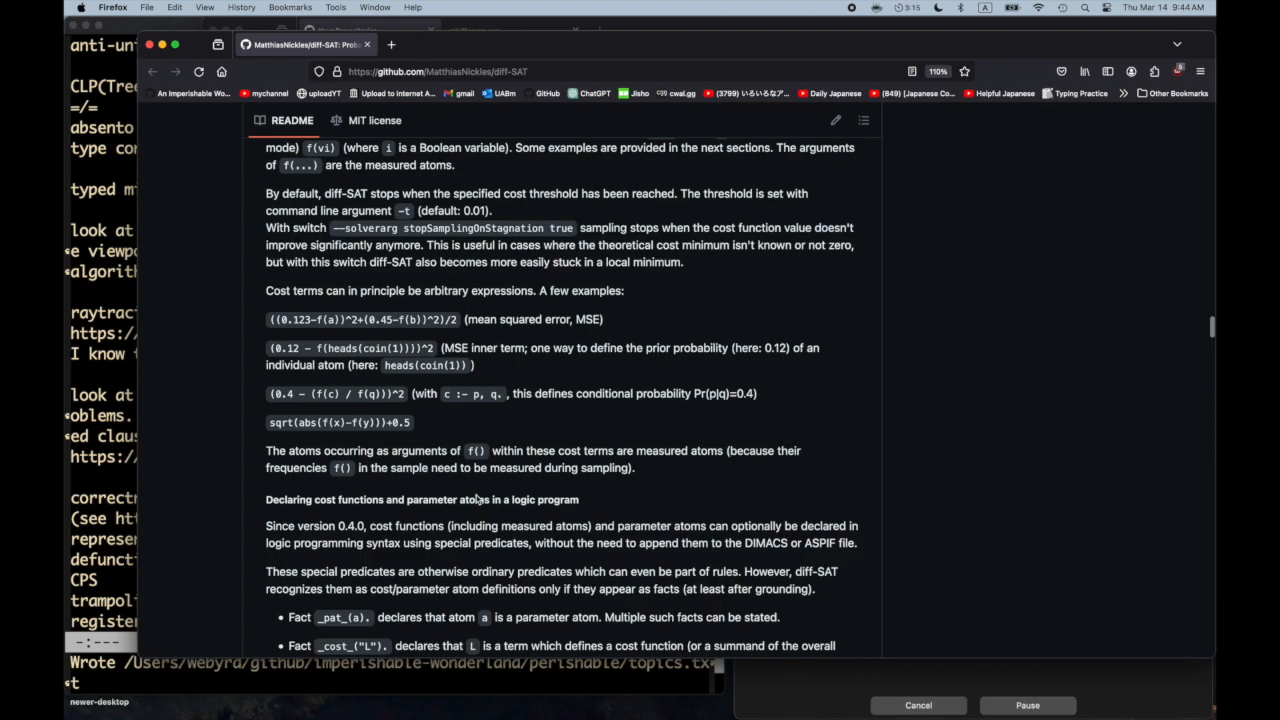 Firefox File Edit View History Bookmarks Tools Window Help 3:15 A Thu Mar 14 9:44 AM
anti-un
CLP(Tree
=/=
absento
type con
typed m
look at
e viewpo
algorith
raytrac
https:/
I know t
look at
oblems.
ed claus
https:/
correct
(see ht
represe
defunct
CPS
trampol
register
-:---
Wrote /Users/webyrd/github/imperishable-wonderland/perishable/topics.tx
t
newer-desktop
MatthiasNickles/diff-SAT: Prob
https://github.com/MatthiasNickles/diff-SAT 110% 5
An Imperishable Wo... mychannel uploadYT Upload to Internet A... gmail UABm GitHub ChatGPT Jisho cwal.gg (3799) いろいろなア... Daily Japanese (849) [Japanese Co... Helpful Japanese Typing Practice Other Bookmarks
README MIT license
mode) f(vi) (where i is a Boolean variable). Some examples are provided in the next sections. The arguments
of f(...) are the measured atoms.
By default, diff-SAT stops when the specified cost threshold has been reached. The threshold is set with
command line argument -t (default: 0.01).
With switch --solverarg stopSamplingOnStagnation true sampling stops when the cost function value doesn't
improve significantly anymore. This is useful in cases where the theoretical cost minimum isn't known or not zero,
but with this switch diff-SAT also becomes more easily stuck in a local minimum.
Cost terms can in principle be arbitrary expressions. A few examples:
((0.123-f(a))^2+(0.45-f(b))^2)/2 (mean squared error, MSE)
(0.12 - f(heads(coin(1))))^2 (MSE inner term; one way to define the prior probability (here: 0.12) of an
individual atom (here: heads(coin(1)) )
(0.4 - (f(c) / f(q)))^2 (with c :- p, q. , this defines conditional probability Pr(p|q)=0.4)
sqrt(abs(f(x)-f(y)))+0.5
The atoms occurring as arguments of f() within these cost terms are measured atoms (because their
frequencies f() in the sample need to be measured during sampling).
Declaring cost functions and parameter atoms in a logic program
Since version 0.4.0, cost functions (including measured atoms) and parameter atoms can optionally be declared in
logic programming syntax using special predicates, without the need to append them to the DIMACS or ASPIF file.
These special predicates are otherwise ordinary predicates which can even be part of rules. However, diff-SAT
recognizes them as cost/parameter atom definitions only if they appear as facts (at least after grounding).
• Fact _pat_(a). declares that atom a is a parameter atom. Multiple such facts can be stated.
• Fact _cost_("L"). declares that L is a term which defines a cost function (or a summand of the overall
Cancel Pause